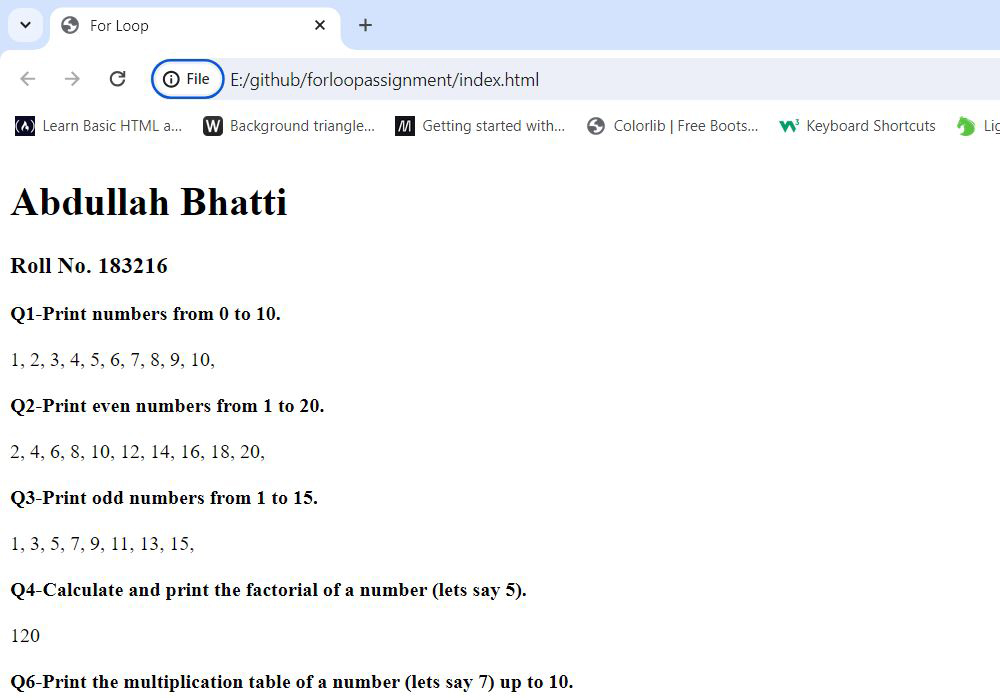 For Loop
File E:/github/forloopassignment/index.html
Learn Basic HTML a... W Background triangle... M Getting started with... Colorlib | Free Boots... Keyboard Shortcuts Lig
Abdullah Bhatti
Roll No. 183216
Q1-Print numbers from 0 to 10.
1, 2, 3, 4, 5, 6, 7, 8, 9, 10,
Q2-Print even numbers from 1 to 20.
2, 4, 6, 8, 10, 12, 14, 16, 18, 20,
Q3-Print odd numbers from 1 to 15.
1, 3, 5, 7, 9, 11, 13, 15,
Q4-Calculate and print the factorial of a number (lets say 5).
120
Q6-Print the multiplication table of a number (lets say 7) up to 10.